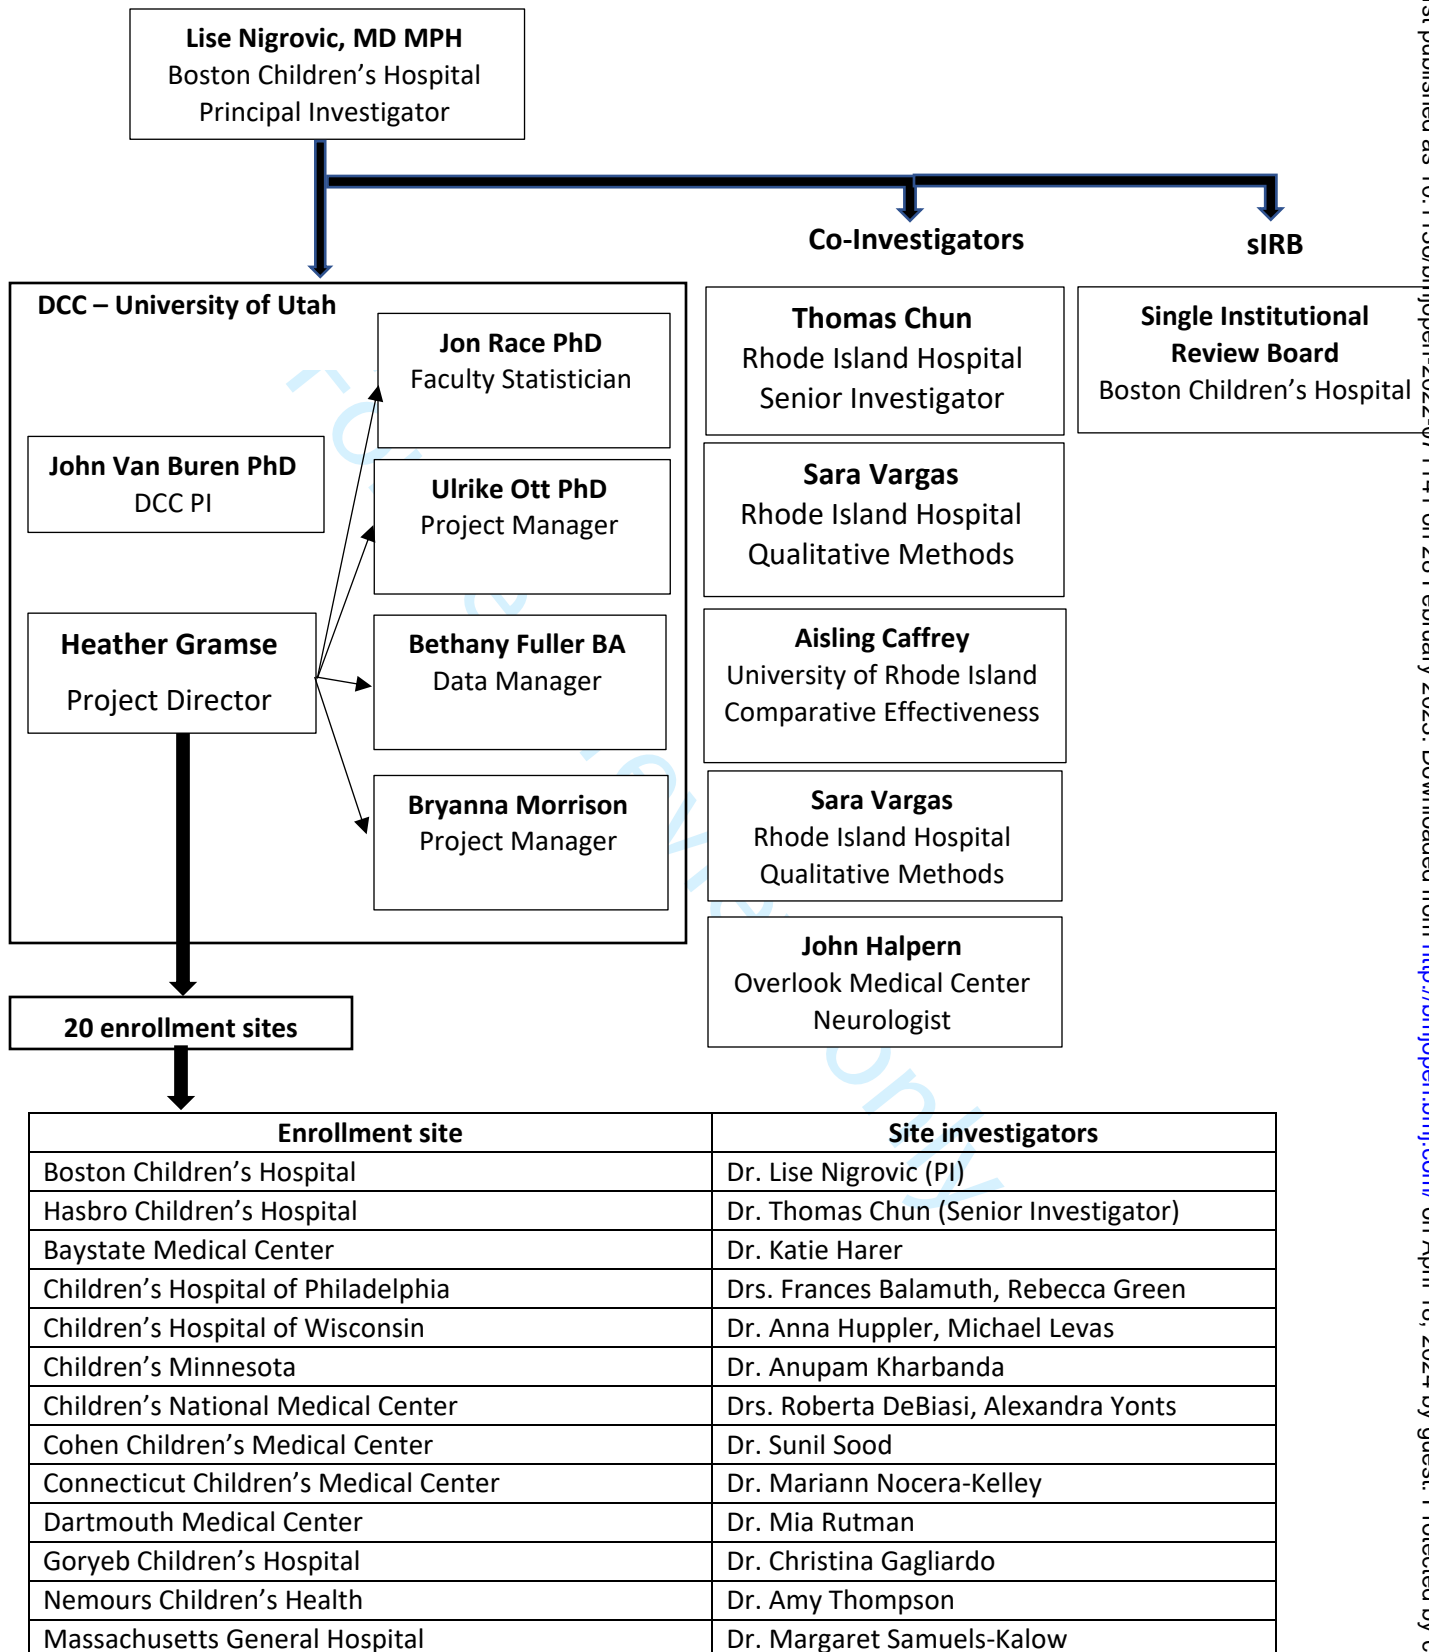 Lise Nigrovic, MD MPH
Boston Children's Hospital
Principal Investigator
Co-Investigators
sIRB
DCC – University of Utah
Jon Race PhD
Faculty Statistician
John Van Buren PhD
DCC PI
Ulrike Ott PhD
Project Manager
Heather Gramse
Project Director
Bethany Fuller BA
Data Manager
Bryanna Morrison
Project Manager
Thomas Chun
Rhode Island Hospital
Senior Investigator
Sara Vargas
Rhode Island Hospital
Qualitative Methods
Aisling Caffrey
University of Rhode Island
Comparative Effectiveness
Sara Vargas
Rhode Island Hospital
Qualitative Methods
John Halpern
Overlook Medical Center
Neurologist
Single Institutional
Review Board
Boston Children's Hospital
20 enrollment sites
Enrollment site Site investigators
Boston Children's Hospital Dr. Lise Nigrovic (PI)
Hasbro Children's Hospital Dr. Thomas Chun (Senior Investigator)
Baystate Medical Center Dr. Katie Harer
Children's Hospital of Philadelphia Drs. Frances Balamuth, Rebecca Green
Children's Hospital of Wisconsin Dr. Anna Huppler, Michael Levas
Children's Minnesota Dr. Anupam Kharbanda
Children's National Medical Center Drs. Roberta DeBiasi, Alexandra Yonts
Cohen Children's Medical Center Dr. Sunil Sood
Connecticut Children's Medical Center Dr. Mariann Nocera-Kelley
Dartmouth Medical Center Dr. Mia Rutman
Goryeb Children's Hospital Dr. Christina Gagliardo
Nemours Children's Health Dr. Amy Thompson
Massachusetts General Hospital Dr. Margaret Samuels-Kalow
only